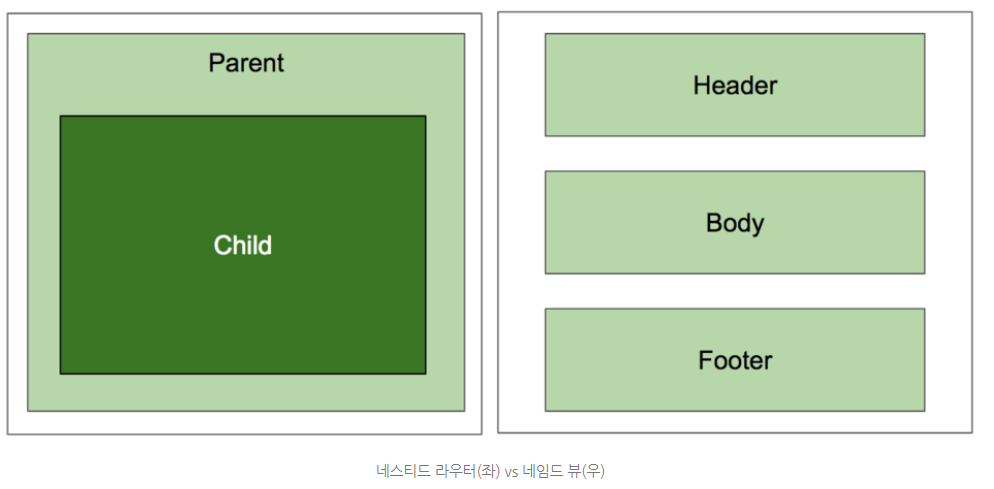 Parent
Child
Header
Body
Footer
네스티드 라우터(좌) vs 네임드 뷰(우)